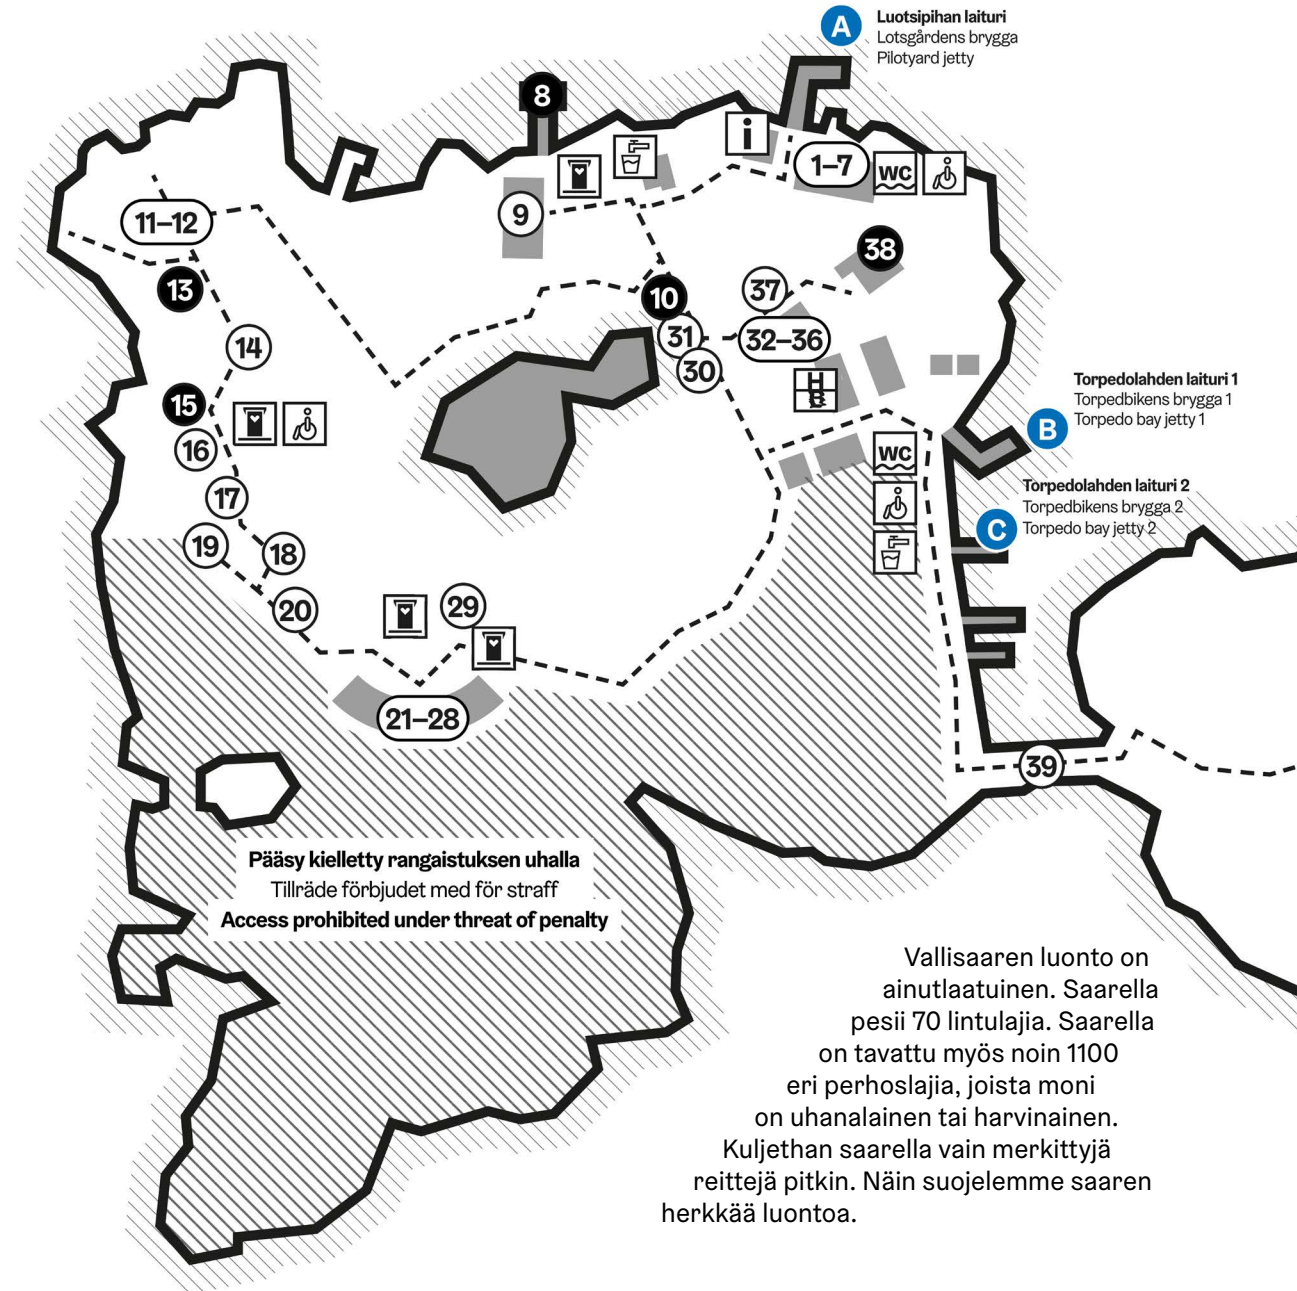 A
Luotsipihan laituri
Lotsgårdens brygga
Pilotyard jetty
8
i
1–7
WC
9
11–12
38
13
10
37
31
32–36
14
30
H
B
15
Torpedolahden laituri 1
Torpedbikens brygga 1
Torpedo bay jetty 1
B
16
WC
17
Torpedolahden laituri 2
Torpedbikens brygga 2
Torpedo bay jetty 2
C
19
18
20
29
21–28
39
Pääsy kielletty rangaistuksen uhalla
Tillräde förbjudet med för straff
Access prohibited under threat of penalty
Vallisaaren luonto on
ainutlaatuinen. Saarella
pesii 70 lintulajia. Saarella
on tavattu myös noin 1100
eri perhoslajia, joista moni
on uhanalainen tai harvinainen.
Kuljethan saarella vain merkittyjä
reittejä pitkin. Näin suojelemme saaren
herkkää luontoa.